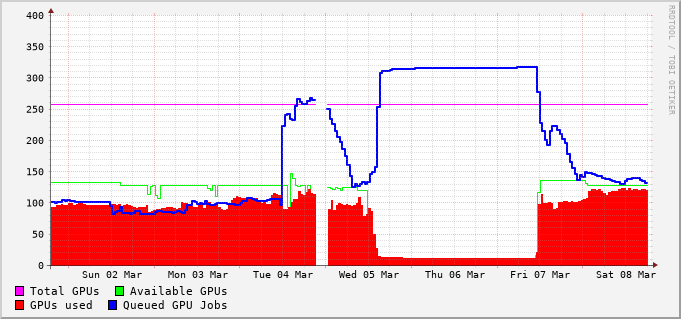 400
350
300
250
200
150
100
50
0
Sun 02 Mar Mon 03 Mar Tue 04 Mar Wed 05 Mar Thu 06 Mar Fri 07 Mar Sat 08 Mar
Total GPUs Available GPUs
GPUs used Queued GPU Jobs
RRDTOOL / TOBI OETIKER